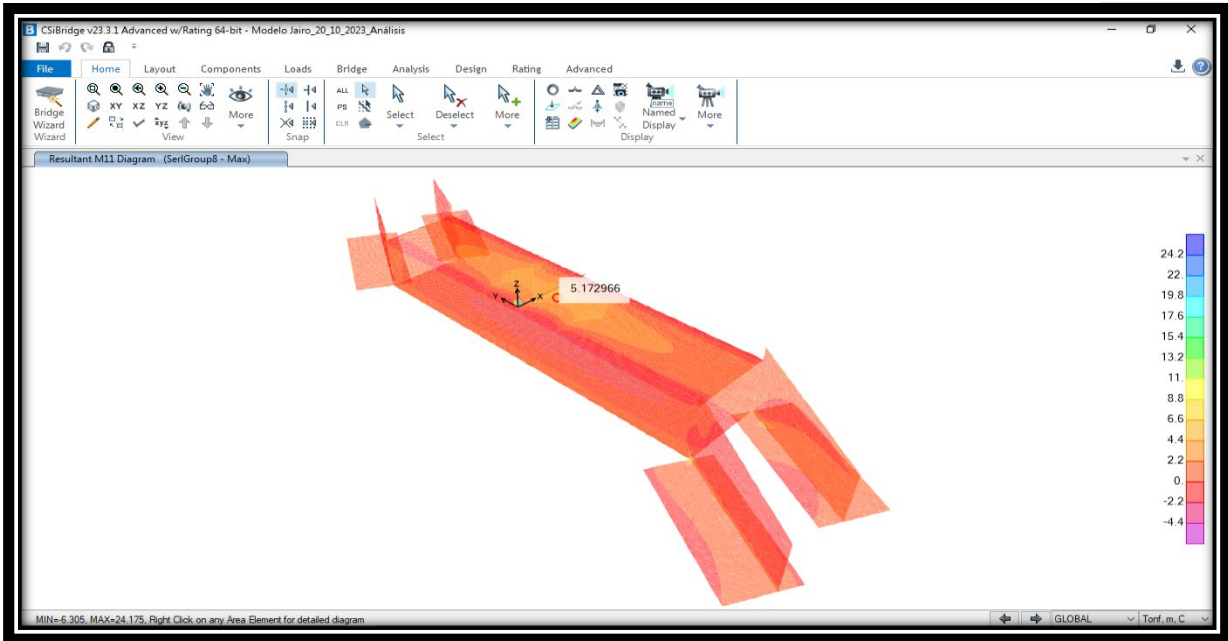 CSiBridge v23.3.1 Advanced w/Rating 64-bit - Modelo Jairo_20_10_2023_Análisis
File Home Layout Components Loads Bridge Analysis Design Rating Advanced
Bridge Wizard
XY XZ YZ
More
ALL
PS
CLR
Select
Deselect
More
name
Named Display
More
Wizard View Snap Select Display
Resultant M11 Diagram (SerIGroup8 - Max)
Z
Y X
5.172966
24.2
22.
19.8
17.6
15.4
13.2
11.
8.8
6.6
4.4
2.2
0.
-2.2
-4.4
MIN=-6.305, MAX=24.175, Right Click on any Area Element for detailed diagram
GLOBAL
Tonf, m, C